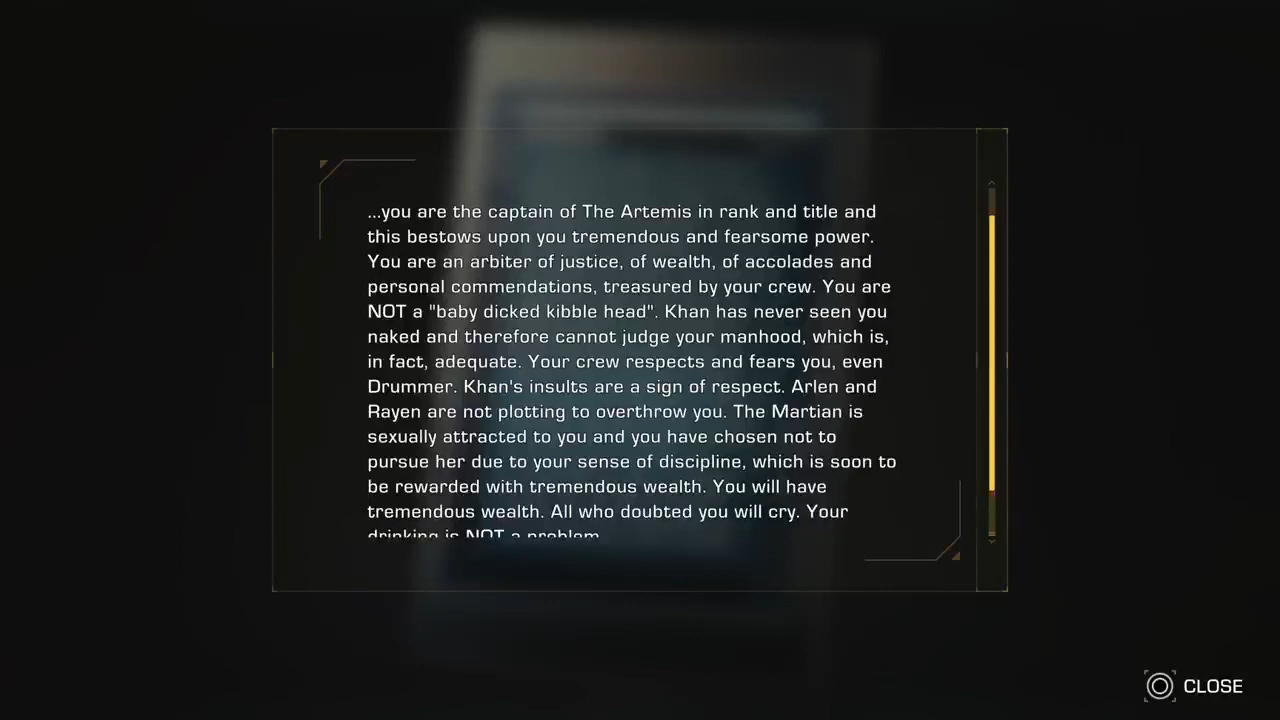 ...you are the captain of The Artemis in rank and title and
this bestows upon you tremendous and fearsome power.
You are an arbiter of justice, of wealth, of accolades and
personal commendations, treasured by your crew. You are
NOT a "baby dicked kibble head". Khan has never seen you
naked and therefore cannot judge your manhood, which is,
in fact, adequate. Your crew respects and fears you, even
Drummer. Khan's insults are a sign of respect. Arlen and
Rayen are not plotting to overthrow you. The Martian is
sexually attracted to you and you have chosen not to
pursue her due to your sense of discipline, which is soon to
be rewarded with tremendous wealth. You will have
tremendous wealth. All who doubted you will cry. Your
drinking is NOT a problem
CLOSE